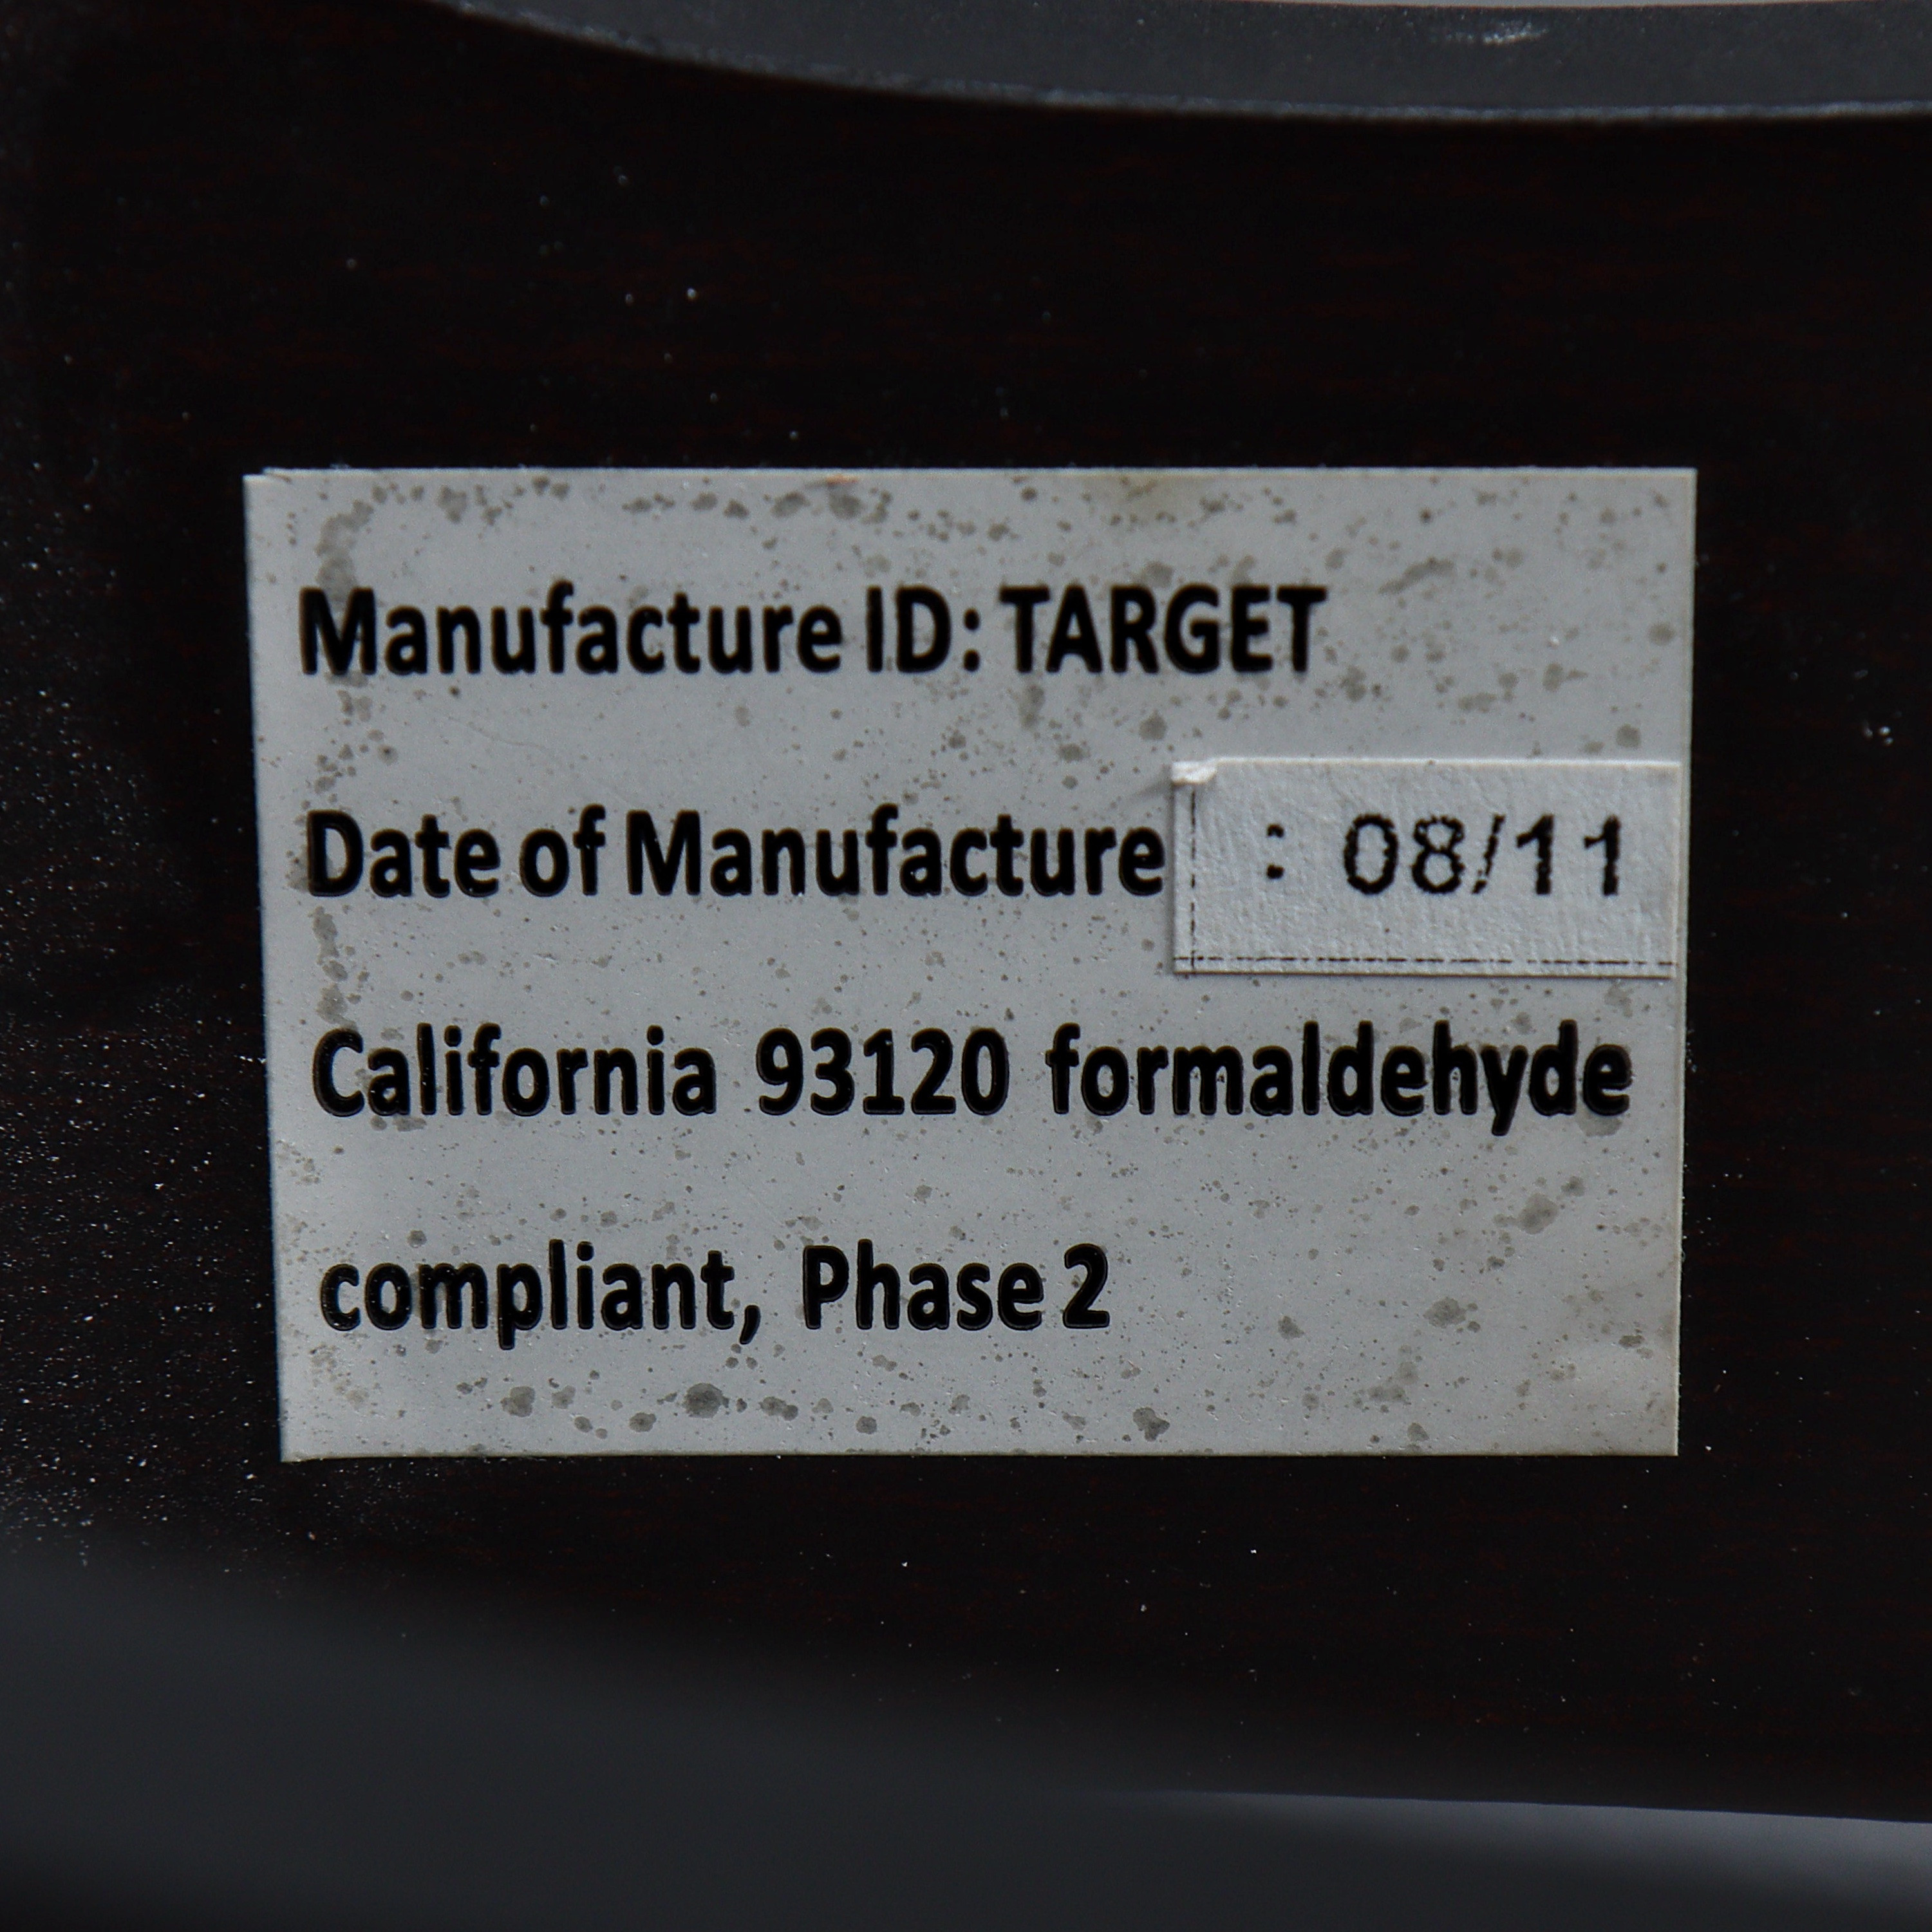 Manufacture ID: TARGET
Date of Manufacture : 08/11
California 93120 formaldehyde
compliant, Phase 2